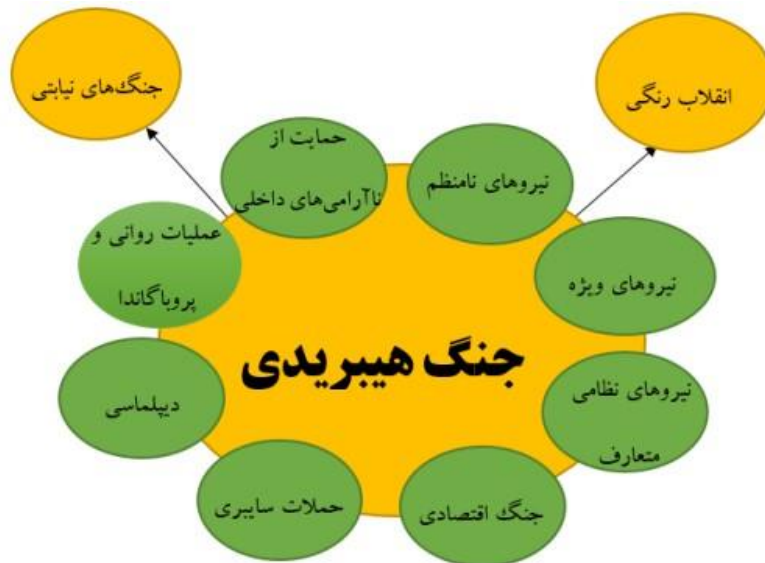 جنگ‌های نیابتی
انقلاب رنگی
حمایت از
ناآرامی‌های داخلی
نیروهای نامنظم
عملیات روانی و
پروباگاندا
نیروهای ویژه
جنگ هیبریدی
دیپلماسی
نیروهای نظامی
متعارف
حملات سایبری
جنگ اقتصادی